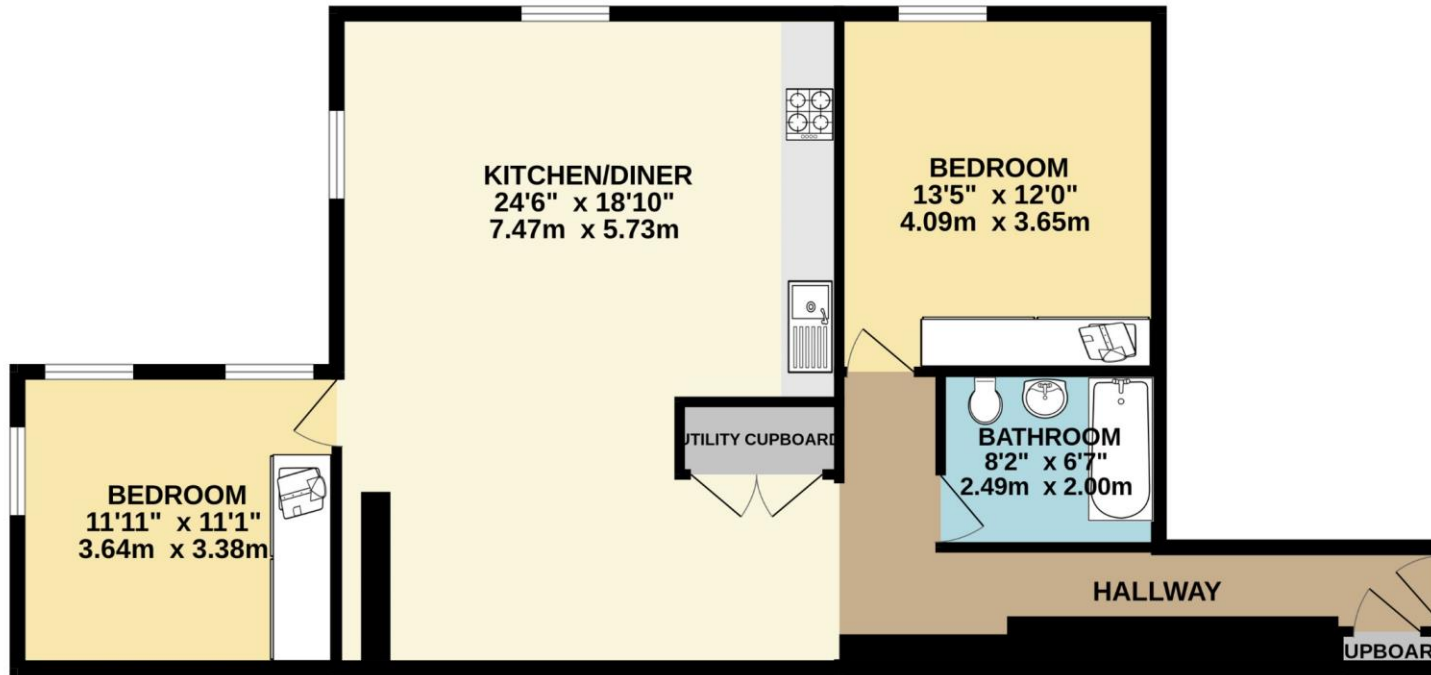 KITCHEN/DINER
24'6" x 18'10"
7.47m x 5.73m
BEDROOM
13'5" x 12'0"
4.09m x 3.65m
UTILITY CUPBOARD
BATHROOM
8'2" x 6'7"
2.49m x 2.00m
BEDROOM
11'11" x 11'1"
3.64m x 3.38m
HALLWAY
UPBOAR